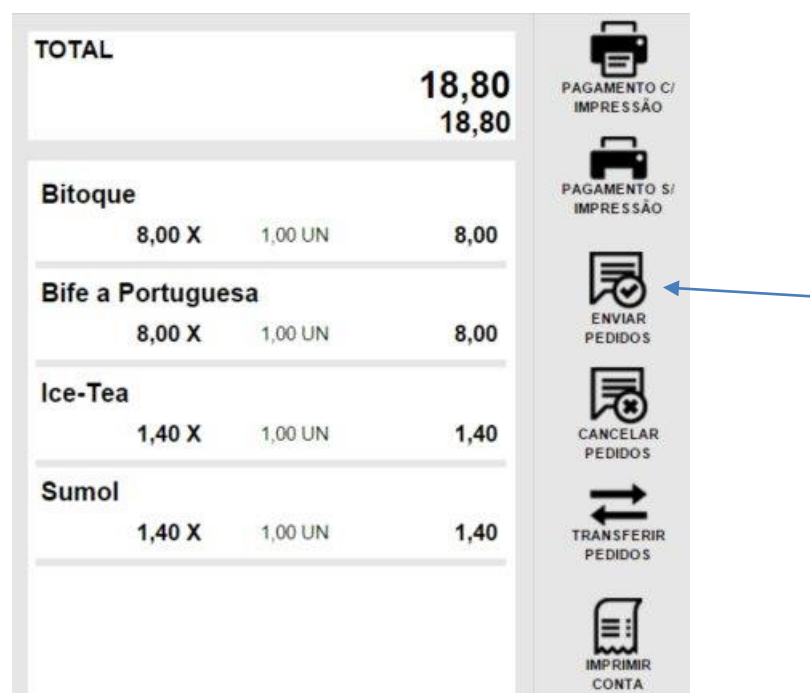 TOTAL
18,80
18,80
Bitoque
8,00 X 1,00 UN 8,00
Bife a Portuguesa
8,00 X 1,00 UN 8,00
Ice-Tea
1,40 X 1,00 UN 1,40
Sumol
1,40 X 1,00 UN 1,40
PAGAMENTO C/
IMPRESSÃO
PAGAMENTO S/
IMPRESSÃO
ENVIAR
PEDIDOS
CANCELAR
PEDIDOS
TRANSFERIR
PEDIDOS
IMPRIMIR
CONTA